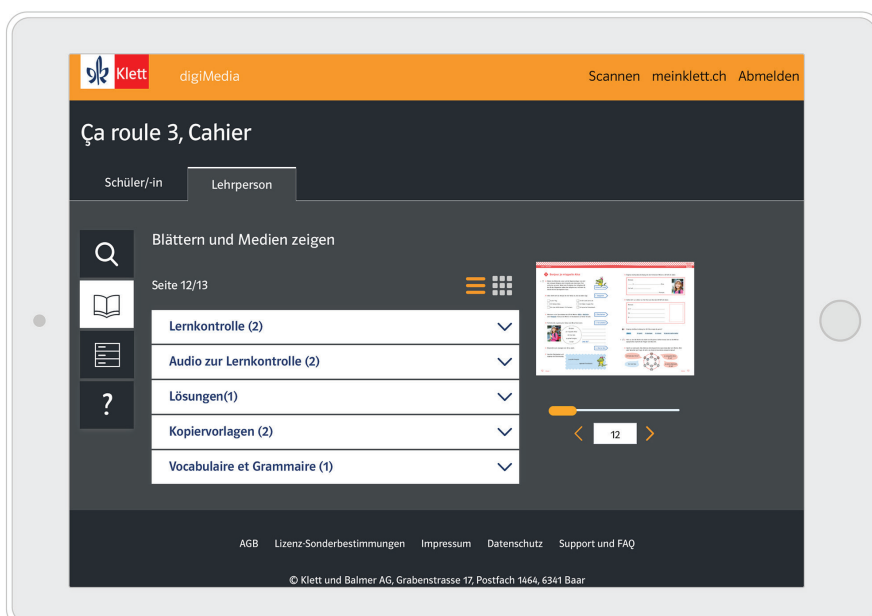 Klett
digiMedia
Scannen meinklett.ch Abmelden
Ça roule 3, Cahier
Schüler/-in Lehrperson
Blättern und Medien zeigen
Seite 12/13
Lernkontrolle (2)
Audio zur Lernkontrolle (2)
Lösungen(1)
Kopiervorlagen (2)
Vocabulaire et Grammaire (1)
?
12
AGB Lizenz-Sonderbestimmungen Impressum Datenschutz Support und FAQ
© Klett und Balmer AG, Grabenstrasse 17, Postfach 1464, 6341 Baar